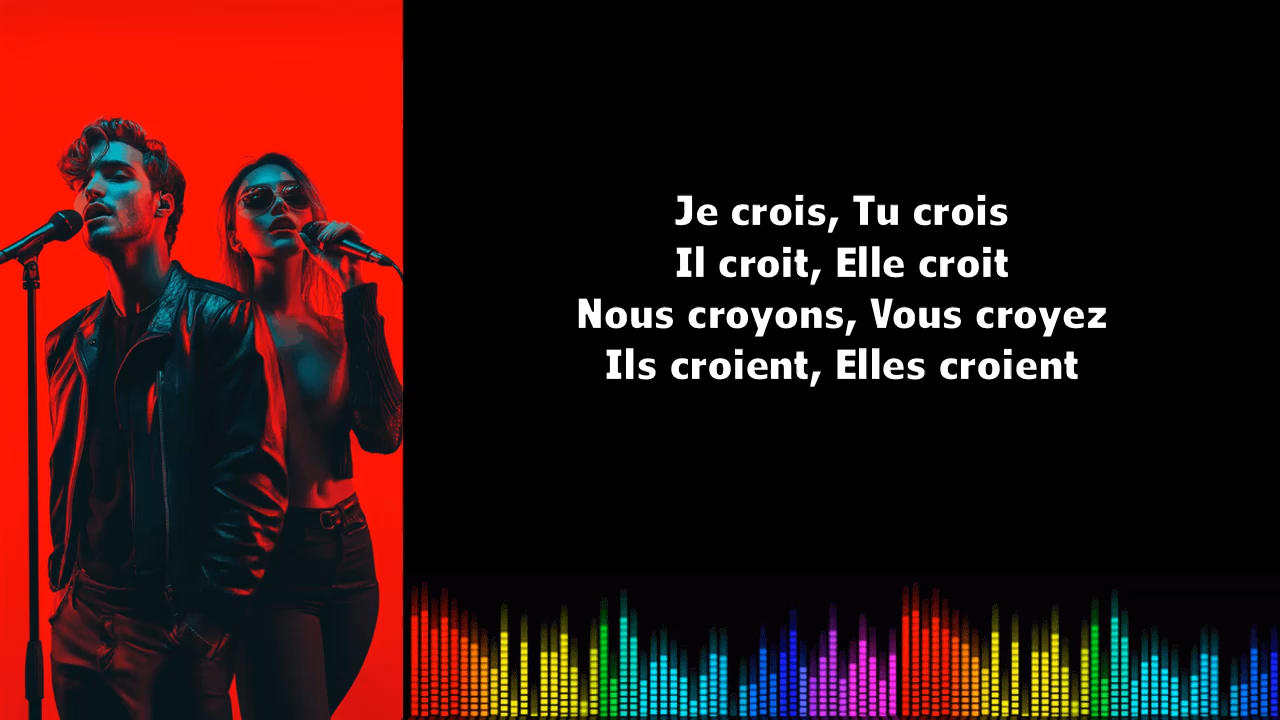 Je crois, Tu crois
Il croit, Elle croit
Nous croyons, Vous croyez
Ils croient, Elles croient